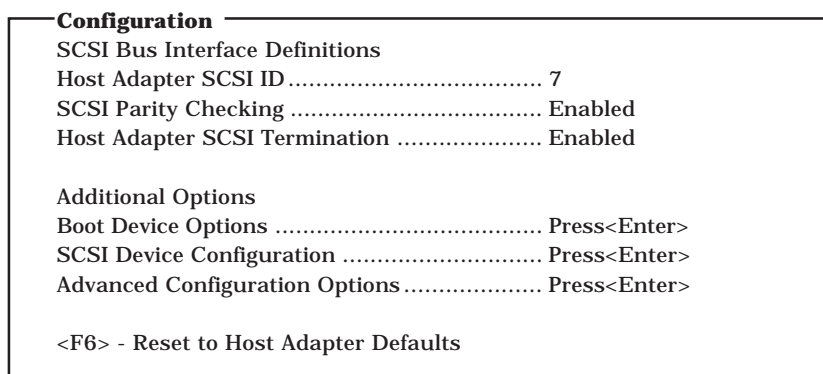 Configuration
SCSI Bus Interface Definitions
Host Adapter SCSI ID................................... 7
SCSI Parity Checking ................................... Enabled
Host Adapter SCSI Termination ..................... Enabled
Additional Options
Boot Device Options ...................................... Press<Enter>
SCSI Device Configuration ............................. Press<Enter>
Advanced Configuration Options.................... Press<Enter>
<F6> - Reset to Host Adapter Defaults